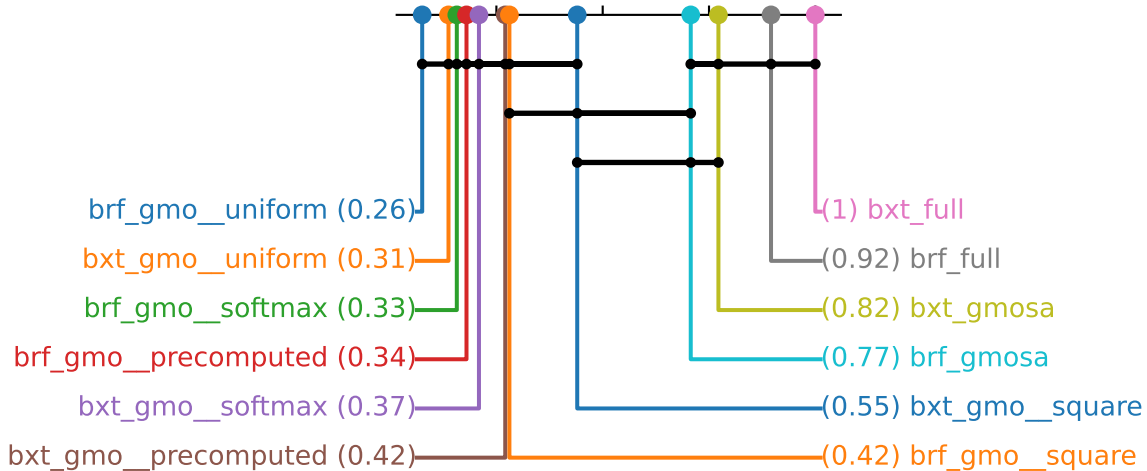 brf_gmo__uniform (0.26)
(1) bxt_full
bxt_gmo__uniform (0.31)
(0.92) brf_full
brf_gmo__softmax (0.33)
(0.82) bxt_gmosa
brf_gmo__precomputed (0.34)
(0.77) brf_gmosa
bxt_gmo__softmax (0.37)
(0.55) bxt_gmo__square
bxt_gmo__precomputed (0.42)
(0.42) brf_gmo__square